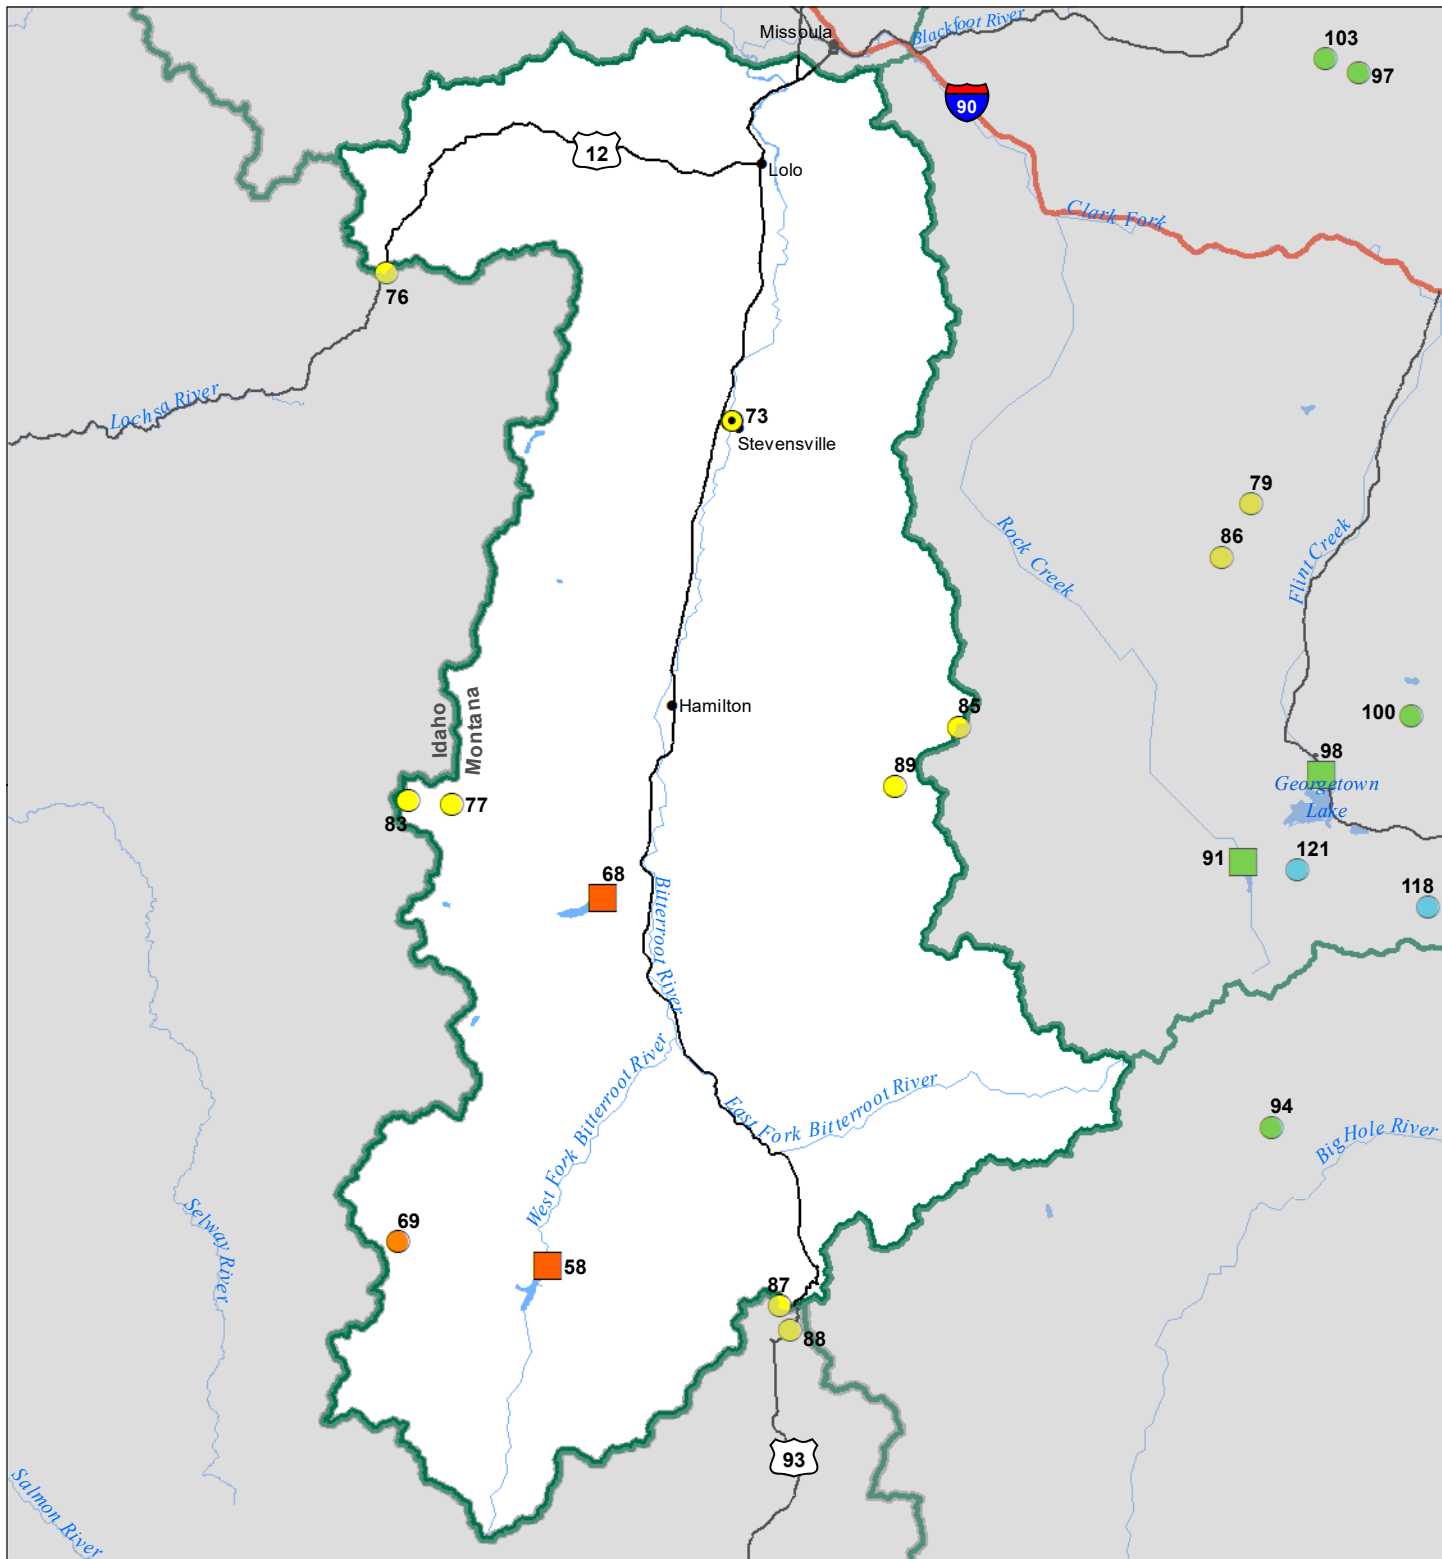 Missoula
Blackfoot River
103
97
90
12
Lolo
Clark Fork
76
Lochsa River
73
Stevensville
79
86
Rock Creek
Flint Creek
Idaho
Montana
Hamilton
85
100
98
Georgetown
Lake
89
83
77
68
91
121
118
Bitterroot River
West Fork Bitterroot River
East Fork Bitterroot River
94
Big Hole River
Selway River
69
58
87
88
93
Salmon River